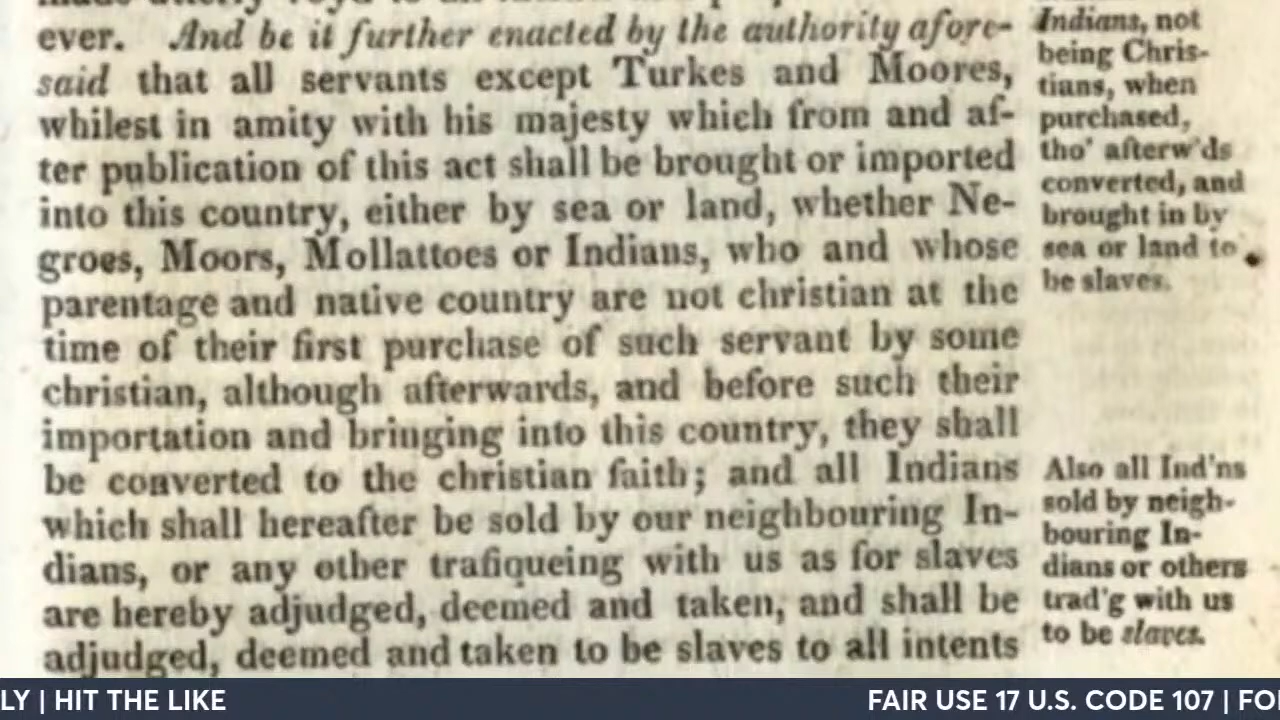 ever. And be it further enacted by the authority afore-
said that all servants except Turkes and Moores,
whilest in amity with his majesty which from and af-
ter publication of this act shall be brought or imported
into this country, either by sea or land, whether Ne-
groes, Moors, Mollattoes or Indians, who and whose
parentage and native country are not christian at the
time of their first purchase of such servant by some
christian, although afterwards, and before such their
importation and bringing into this country, they shall
be converted to the christian faith; and all Indians
which shall hereafter be sold by our neighbouring In-
dians, or any other trafiqueing with us as for slaves
are hereby adjudged, deemed and taken, and shall be
adjudged, deemed and taken to be slaves to all intents
Indians, not
being Chris-
tians, when
purchased,
tho' afterw'ds
converted, and
brought in by
sea or land to
be slaves.
Also all Ind'ns
sold by neigh-
bouring In-
dians or others
trad'g with us
to be slaves.
LY | HIT THE LIKE
FAIR USE 17 U.S. CODE 107 | FO